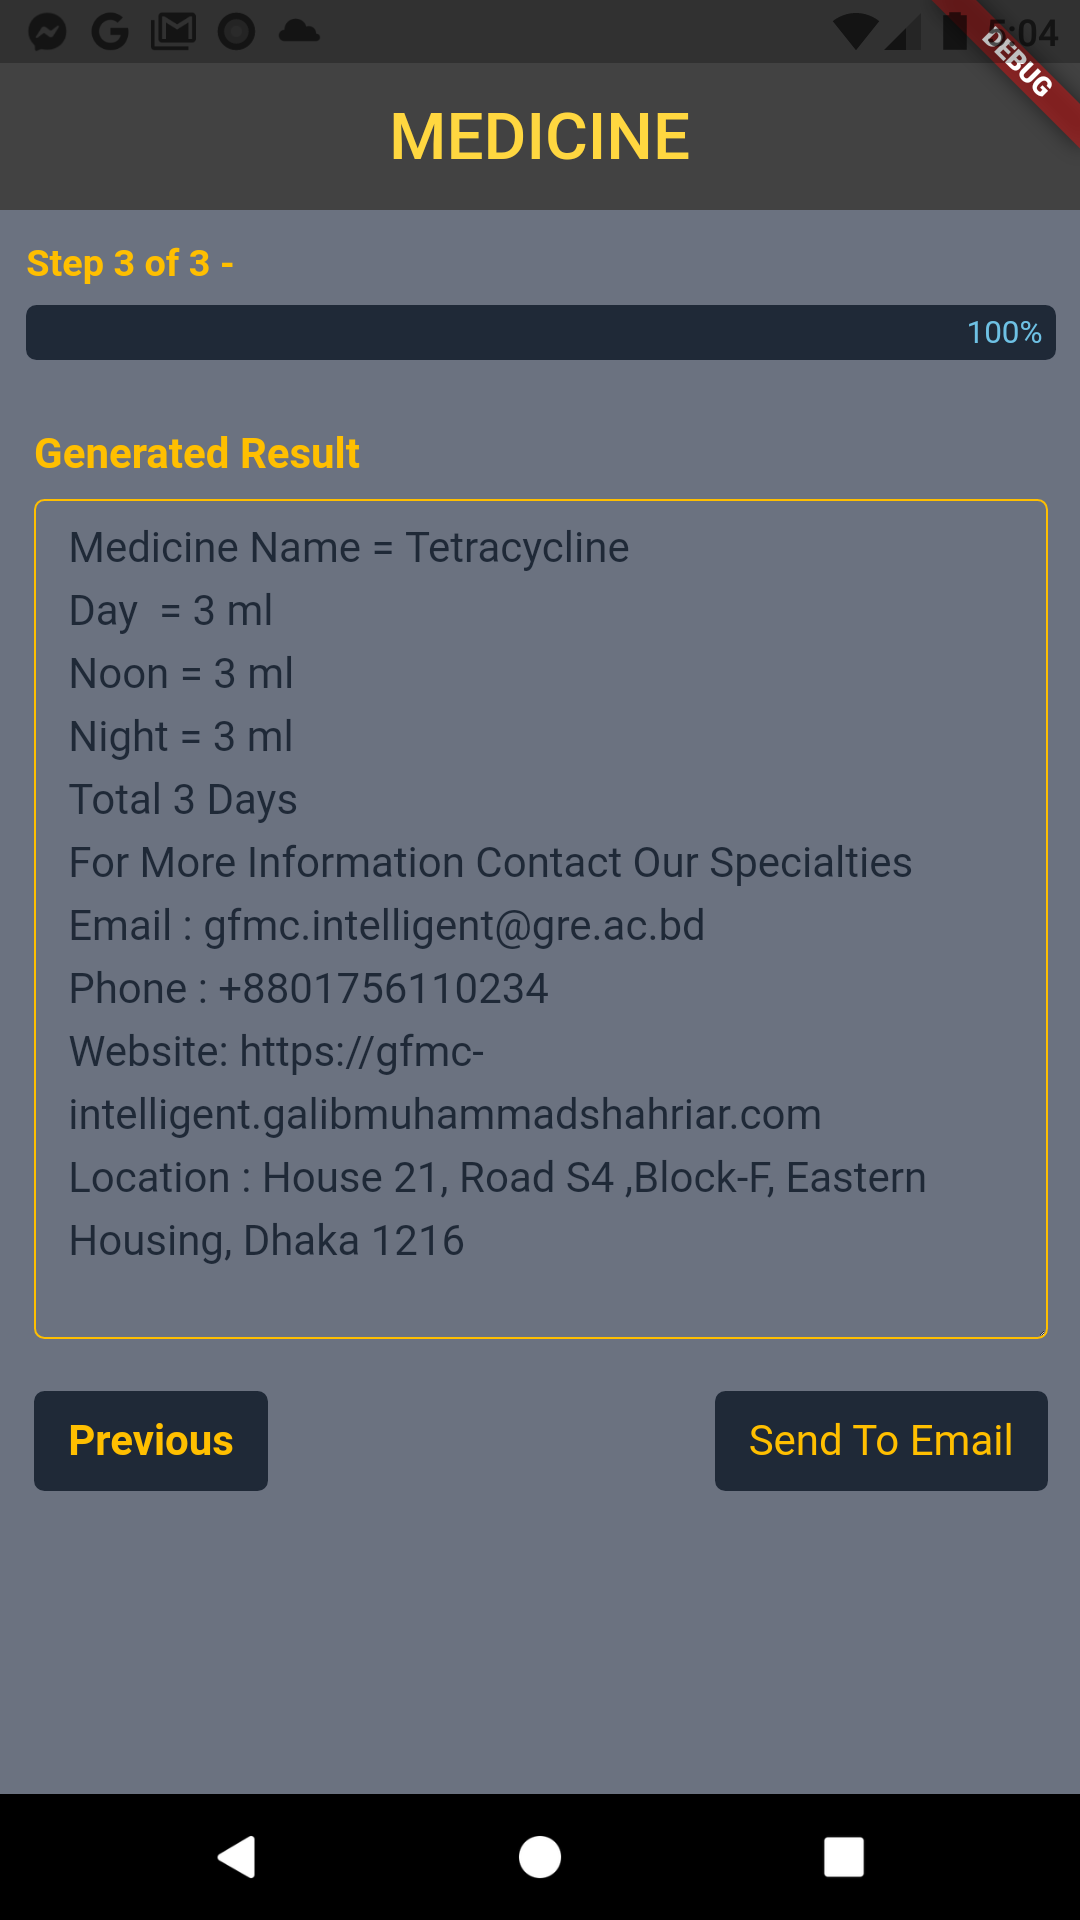 5:04
DEBUG
MEDICINE
Step 3 of 3 -
100%
Generated Result
Medicine Name = Tetracycline
Day  = 3 ml
Noon = 3 ml
Night = 3 ml
Total 3 Days
For More Information Contact Our Specialties
Email : gfmc.intelligent@gre.ac.bd
Phone : +8801756110234
Website: https://gfmc-
intelligent.galibmuhammadshahriar.com
Location : House 21, Road S4 ,Block-F, Eastern
Housing, Dhaka 1216
Previous
Send To Email